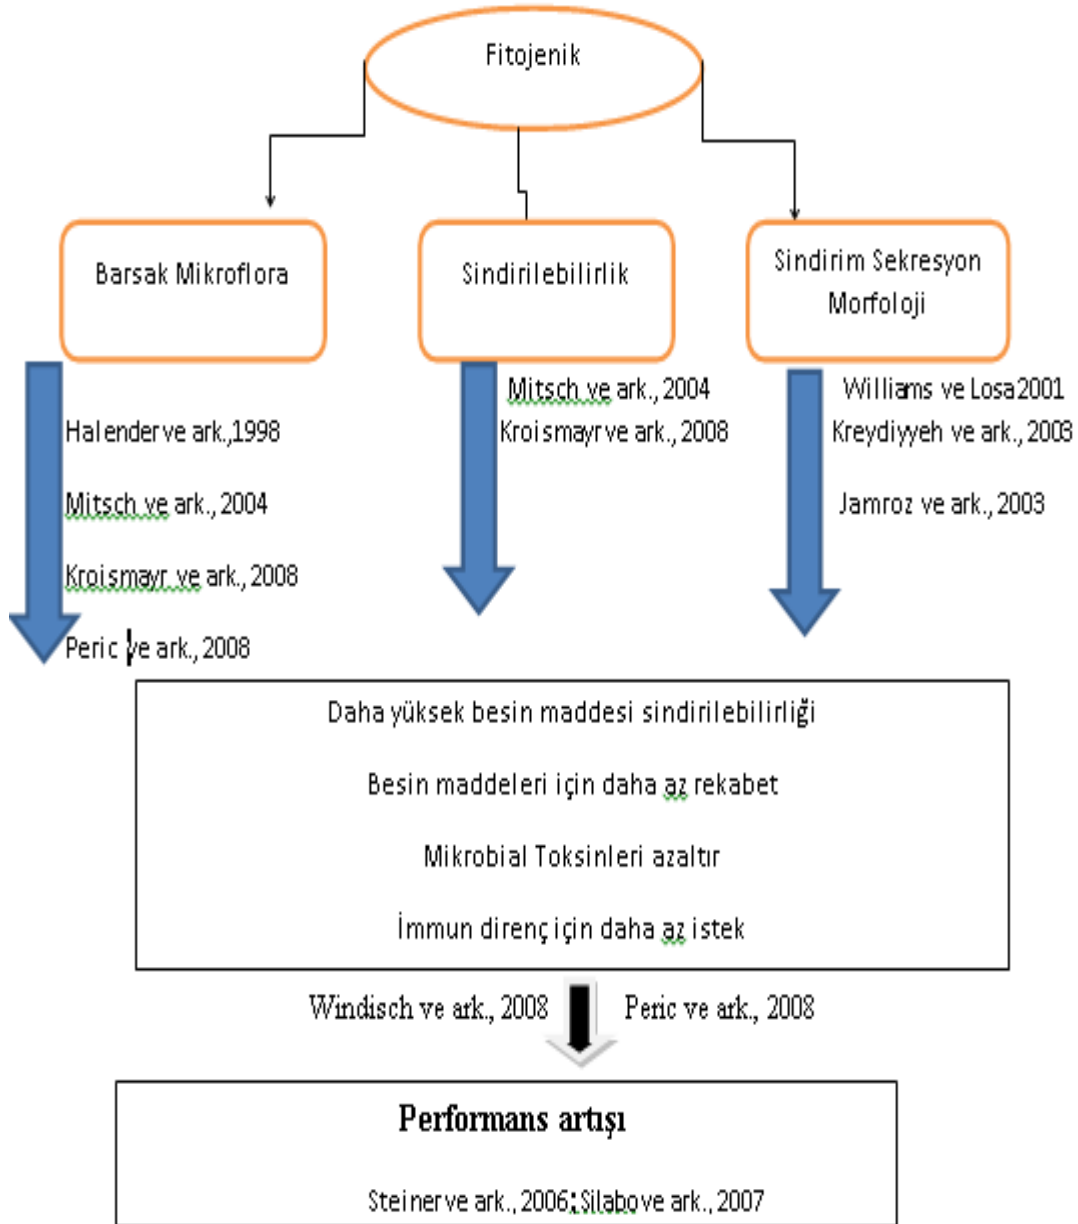 Fitojenik
Barsak Mikroflora
Sindirilebilirlik
Sindirim Sekresyon
Morfoloji
Halender ve ark.,1998
Mitsch ve ark., 2004
Kroismayr ve ark., 2008
Peric ve ark., 2008
Mitsch ve ark., 2004
Kroismayr ve ark., 2008
Williams ve Losa2001
Kreydiyyeh ve ark., 2003
Jamroz ve ark., 2003
Daha yüksek besin maddesi sindirilebilirliği
Besin maddeleri için daha az rekabet
Mikrobial Toksinleri azaltır
İmmun direnç için daha az istek
Windisch ve ark., 2008 Peric ve ark., 2008
Performans artışı
Steiner ve ark., 2006; Silabo ve ark., 2007